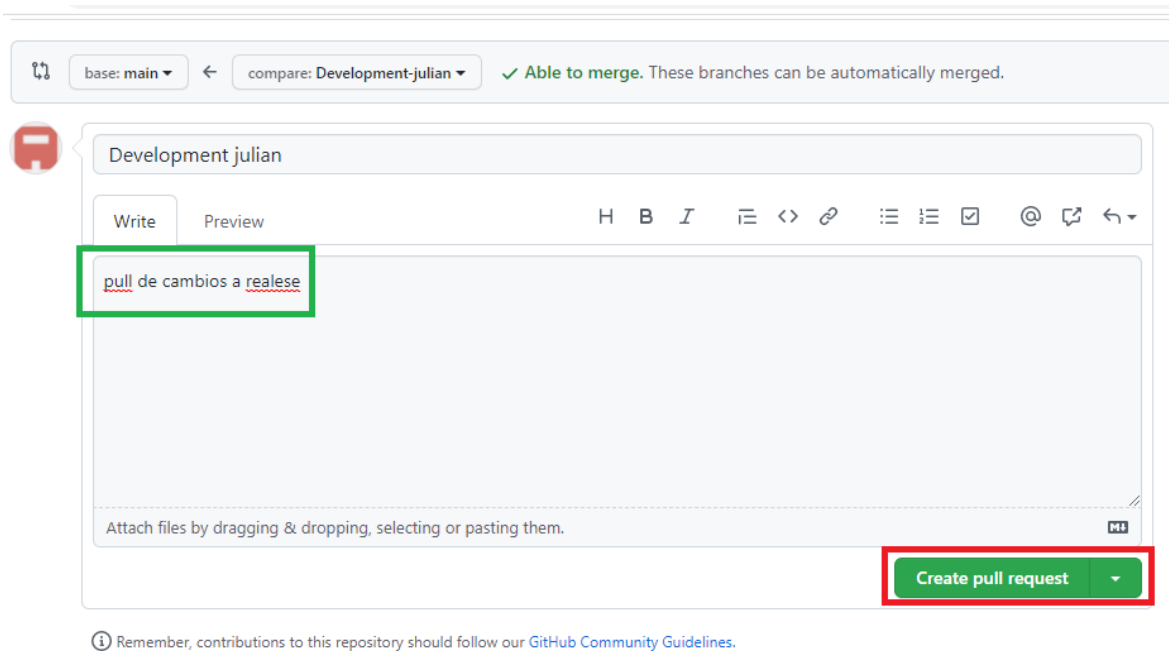 base: main ← compare: Development-julian ✓ Able to merge. These branches can be automatically merged.
Development julian
Write Preview
pull de cambios a realese
Attach files by dragging & dropping, selecting or pasting them.
Create pull request
Remember, contributions to this repository should follow our GitHub Community Guidelines.